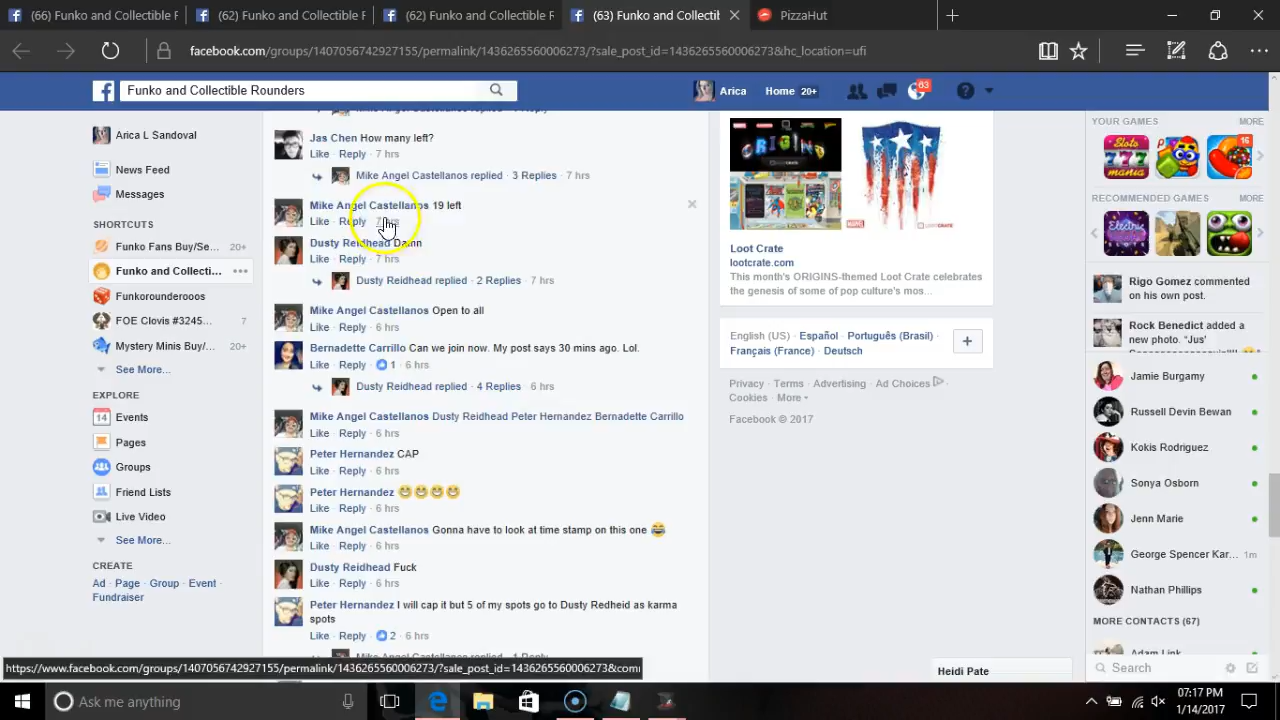 (66) Funko and Collectible R
(62) Funko and Collectible R
(62) Funko and Collectible R
(63) Funko and Collectib
PizzaHut
facebook.com/groups/1407056742927155/permalink/1436265560006273/?sale_post_id=1436265560006273&hc_location=ufi
Funko and Collectible Rounders
Arica
Home 20+
63
Arica L Sandoval
News Feed
Messages
SHORTCUTS
Funko Fans Buy/Se... 20+
Funko and Collecti...
Funkorounderooos
FOE Clovis #3245... 7
Mystery Minis Buy/... 20+
See More...
EXPLORE
Events
Pages
Groups
Friend Lists
Live Video
See More...
CREATE
Ad · Page · Group · Event ·
Fundraiser
Jas Chen How many left?
Like · Reply · 7 hrs
Mike Angel Castellanos replied · 3 Replies · 7 hrs
Mike Angel Castellanos 19 left
Like · Reply · 7 hrs
Dusty Reidhead Damn
Like · Reply · 7 hrs
Dusty Reidhead replied · 2 Replies · 7 hrs
Mike Angel Castellanos Open to all
Like · Reply · 6 hrs
Bernadette Carrillo Can we join now. My post says 30 mins ago. Lol.
Like · Reply · 1 · 6 hrs
Dusty Reidhead replied · 4 Replies · 6 hrs
Mike Angel Castellanos Dusty Reidhead Peter Hernandez Bernadette Carrillo
Like · Reply · 6 hrs
Peter Hernandez CAP
Like · Reply · 6 hrs
Peter Hernandez 😁😁😁😁
Like · Reply · 6 hrs
Mike Angel Castellanos Gonna have to look at time stamp on this one 😂
Like · Reply · 6 hrs
Dusty Reidhead Fuck
Like · Reply · 6 hrs
Peter Hernandez I will cap it but 5 of my spots go to Dusty Redheid as karma
spots
Like · Reply · 2 · 6 hrs
Mike Angel Castellanos replied · 1 Reply
ORIGINS
MARVEL
Loot Crate
lootcrate.com
This month's ORIGINS-themed Loot Crate celebrates
the genesis of some of pop culture's mos...
English (US) · Español · Português (Brasil) ·
Français (France) · Deutsch
Privacy · Terms · Advertising · Ad Choices ·
Cookies · More
Facebook © 2017
YOUR GAMES MORE
16
RECOMMENDED GAMES MORE
Rigo Gomez commented
on his own post.
Rock Benedict added a
new photo. "Jus'
Jamie Burgamy
Russell Devin Bewan
Kokis Rodriguez
Sonya Osborn
Jenn Marie
George Spencer Kar... 1m
Nathan Phillips
MORE CONTACTS (67)
Adam Link
Search
Heidi Pate
https://www.facebook.com/groups/1407056742927155/permalink/1436265560006273/?sale_post_id=1436265560006273&com
Ask me anything
07:17 PM
1/14/2017